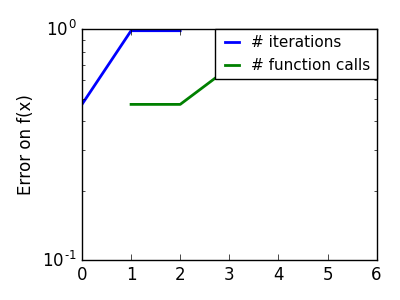 10^0
# iterations
# function calls
Error on f(x)
10^-1
0 1 2 3 4 5 6